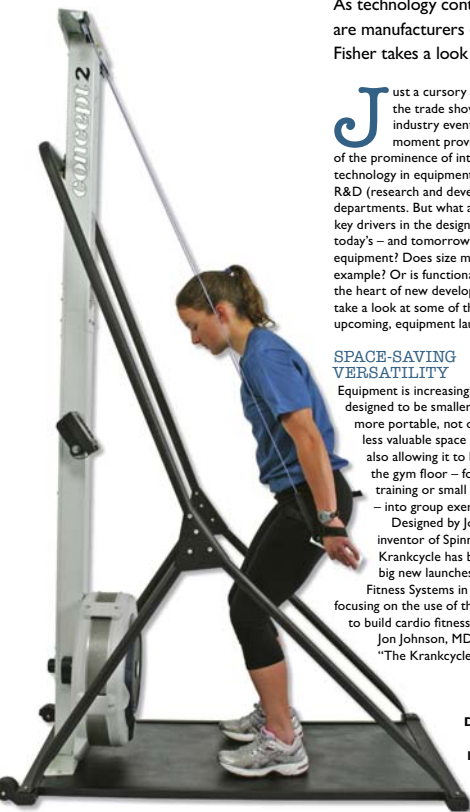 As technology cont
are manufacturers
Fisher takes a look
concept2
Just a cursory
the trade show
industry even
moment prov
of the prominence of int
technology in equipment
R&D (research and deve
departments. But what a
key drivers in the design
today's – and tomorrow
equipment? Does size m
example? Or is functiona
the heart of new develop
take a look at some of th
upcoming, equipment lau
SPACE-SAVING
VERSATILITY
Equipment is increasing
designed to be smaller
more portable, not o
less valuable space
also allowing it to b
the gym floor – fo
training or small
– into group exer
Designed by Jo
inventor of Spinn
Krankcycle has b
big new launches
Fitness Systems in
focusing on the use of th
to build cardio fitness
Jon Johnson, MD
"The Krankcycle
D